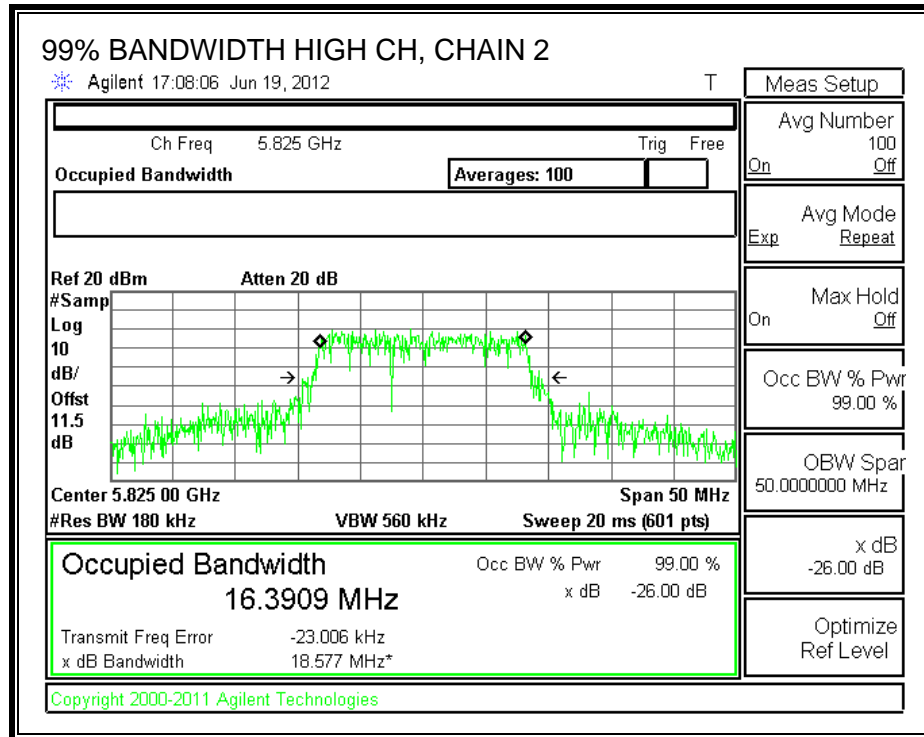 99% BANDWIDTH HIGH CH, CHAIN 2
Agilent 17:08:06 Jun 19, 2012 T
Ch Freq 5.825 GHz Trig Free
Occupied Bandwidth Averages: 100
Ref 20 dBm Atten 20 dB
#Samp
Log
10
dB/
Offst
11.5
dB
Center 5.825 00 GHz Span 50 MHz
#Res BW 180 kHz VBW 560 kHz Sweep 20 ms (601 pts)
Occupied Bandwidth Occ BW % Pwr 99.00 %
16.3909 MHz x dB -26.00 dB
Transmit Freq Error -23.006 kHz
x dB Bandwidth 18.577 MHz*
Copyright 2000-2011 Agilent Technologies
Meas Setup
Avg Number
100
On Off
Avg Mode
Exp Repeat
Max Hold
On Off
Occ BW % Pwr
99.00 %
OBW Span
50.0000000 MHz
x dB
-26.00 dB
Optimize
Ref Level